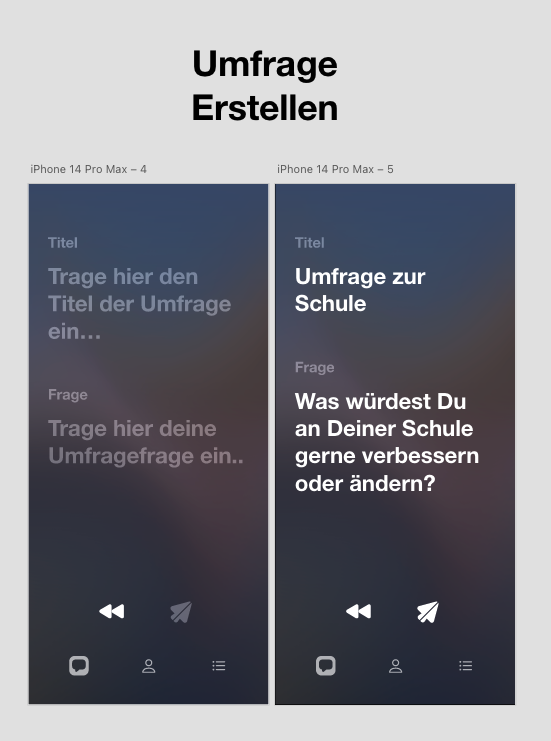 Umfrage
Erstellen
iPhone 14 Pro Max – 4
Titel
Trage hier den
Titel der Umfrage
ein...
Frage
Trage hier deine
Umfragefrage ein..
iPhone 14 Pro Max – 5
Titel
Umfrage zur
Schule
Frage
Was würdest Du
an Deiner Schule
gerne verbessern
oder ändern?